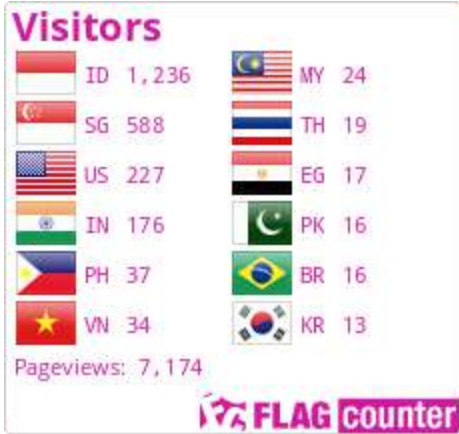 Visitors
ID 1,236
SG 588
US 227
IN 176
PH 37
VN 34
MY 24
TH 19
EG 17
PK 16
BR 16
KR 13
Pageviews: 7,174
FLAG counter